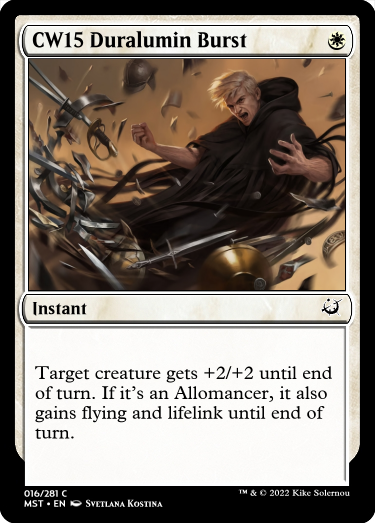 CW15 Duralumin Burst
Instant
Target creature gets +2/+2 until end
of turn. If it's an Allomancer, it also
gains flying and lifelink until end of
turn.
016/281 C
MST • EN Svetlana Kostina
™ & © 2022 Kike Solernou